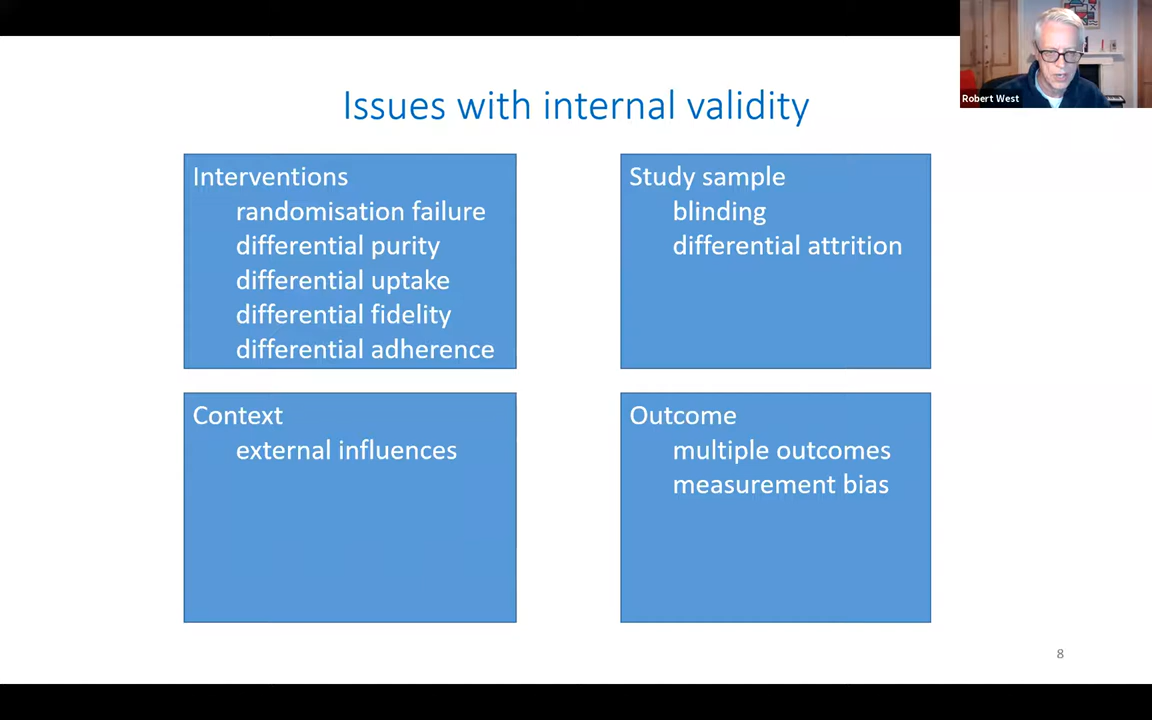 Robert West
Issues with internal validity
Interventions
randomisation failure
differential purity
differential uptake
differential fidelity
differential adherence
Study sample
blinding
differential attrition
Context
external influences
Outcome
multiple outcomes
measurement bias
8